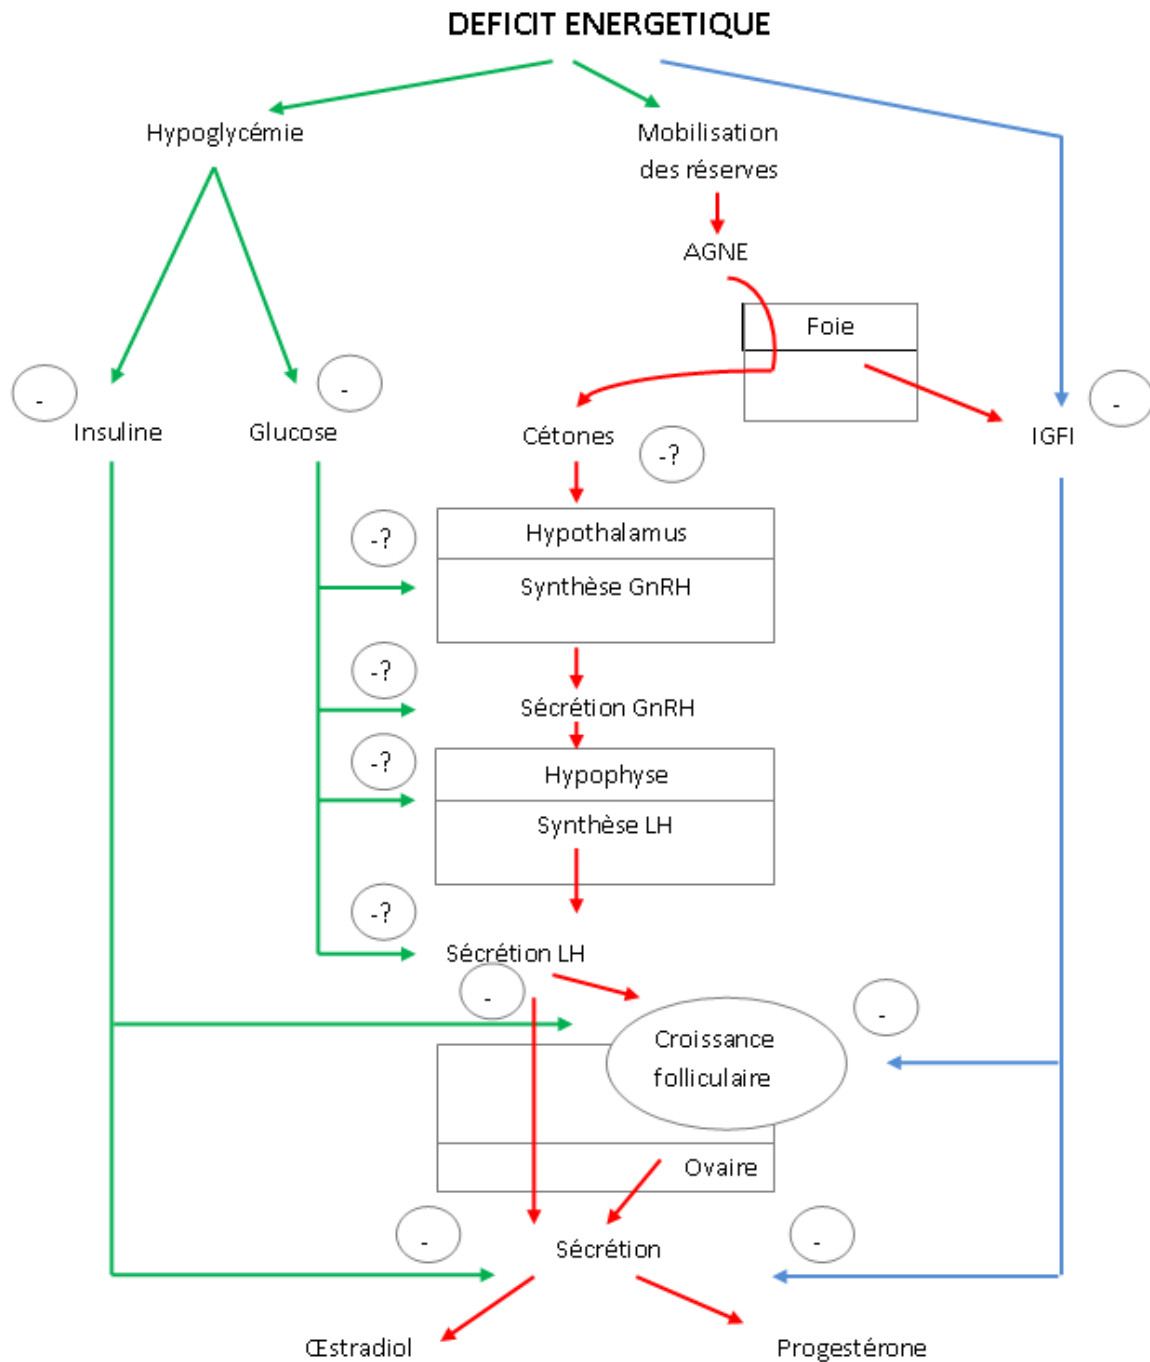 DEFICIT ENERGETIQUE
Hypoglycémie
Mobilisation
des réserves
AGNE
Foie
-
-
-
Insuline
Glucose
Cétones
IGFI
-?
-?
Hypothalamus
Synthèse GnRH
-?
Sécrétion GnRH
-?
Hypophyse
Synthèse LH
-?
Sécrétion LH
-
-
Croissance
folliculaire
Ovaire
-
-
Sécrétion
Œstradiol
Progestérone